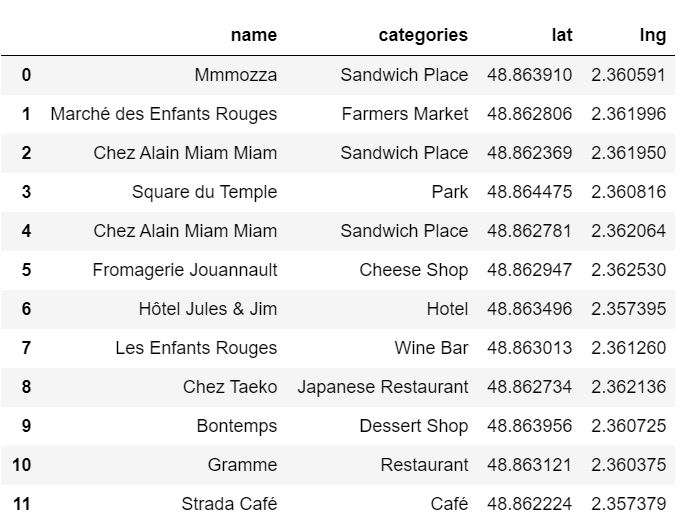 name categories lat lng
0 Mmmozza Sandwich Place 48.863910 2.360591
1 Marché des Enfants Rouges Farmers Market 48.862806 2.361996
2 Chez Alain Miam Miam Sandwich Place 48.862369 2.361950
3 Square du Temple Park 48.864475 2.360816
4 Chez Alain Miam Miam Sandwich Place 48.862781 2.362064
5 Fromagerie Jouannault Cheese Shop 48.862947 2.362530
6 Hôtel Jules & Jim Hotel 48.863496 2.357395
7 Les Enfants Rouges Wine Bar 48.863013 2.361260
8 Chez Taeko Japanese Restaurant 48.862734 2.362136
9 Bontemps Dessert Shop 48.863956 2.360725
10 Gramme Restaurant 48.863121 2.360375
11 Strada Café Café 48.862224 2.357379